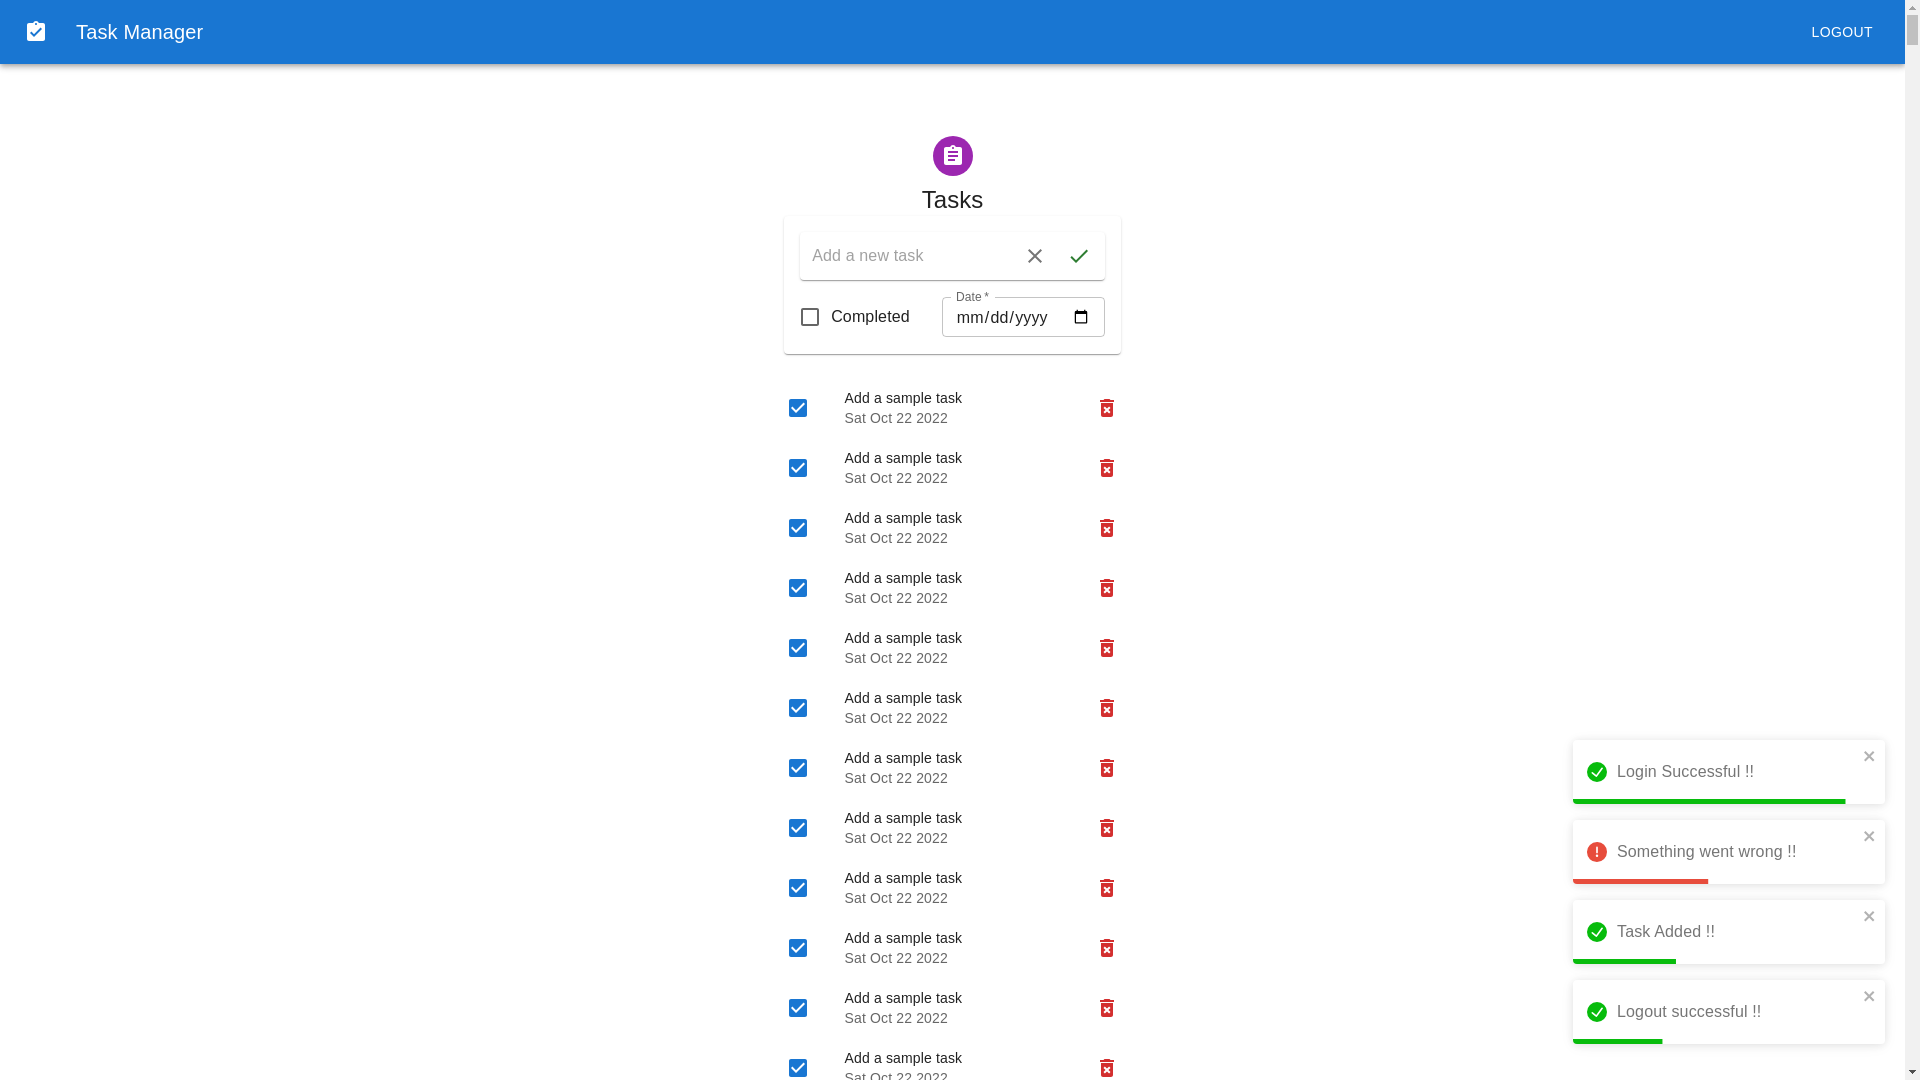 Task Manager
LOGOUT
Tasks
Add a new task
Completed
Date *
mm/dd/yyyy
Add a sample task
Sat Oct 22 2022
Add a sample task
Sat Oct 22 2022
Add a sample task
Sat Oct 22 2022
Add a sample task
Sat Oct 22 2022
Add a sample task
Sat Oct 22 2022
Add a sample task
Sat Oct 22 2022
Add a sample task
Sat Oct 22 2022
Add a sample task
Sat Oct 22 2022
Add a sample task
Sat Oct 22 2022
Add a sample task
Sat Oct 22 2022
Add a sample task
Sat Oct 22 2022
Add a sample task
Sat Oct 22 2022
Login Successful !!
Something went wrong !!
Task Added !!
Logout successful !!